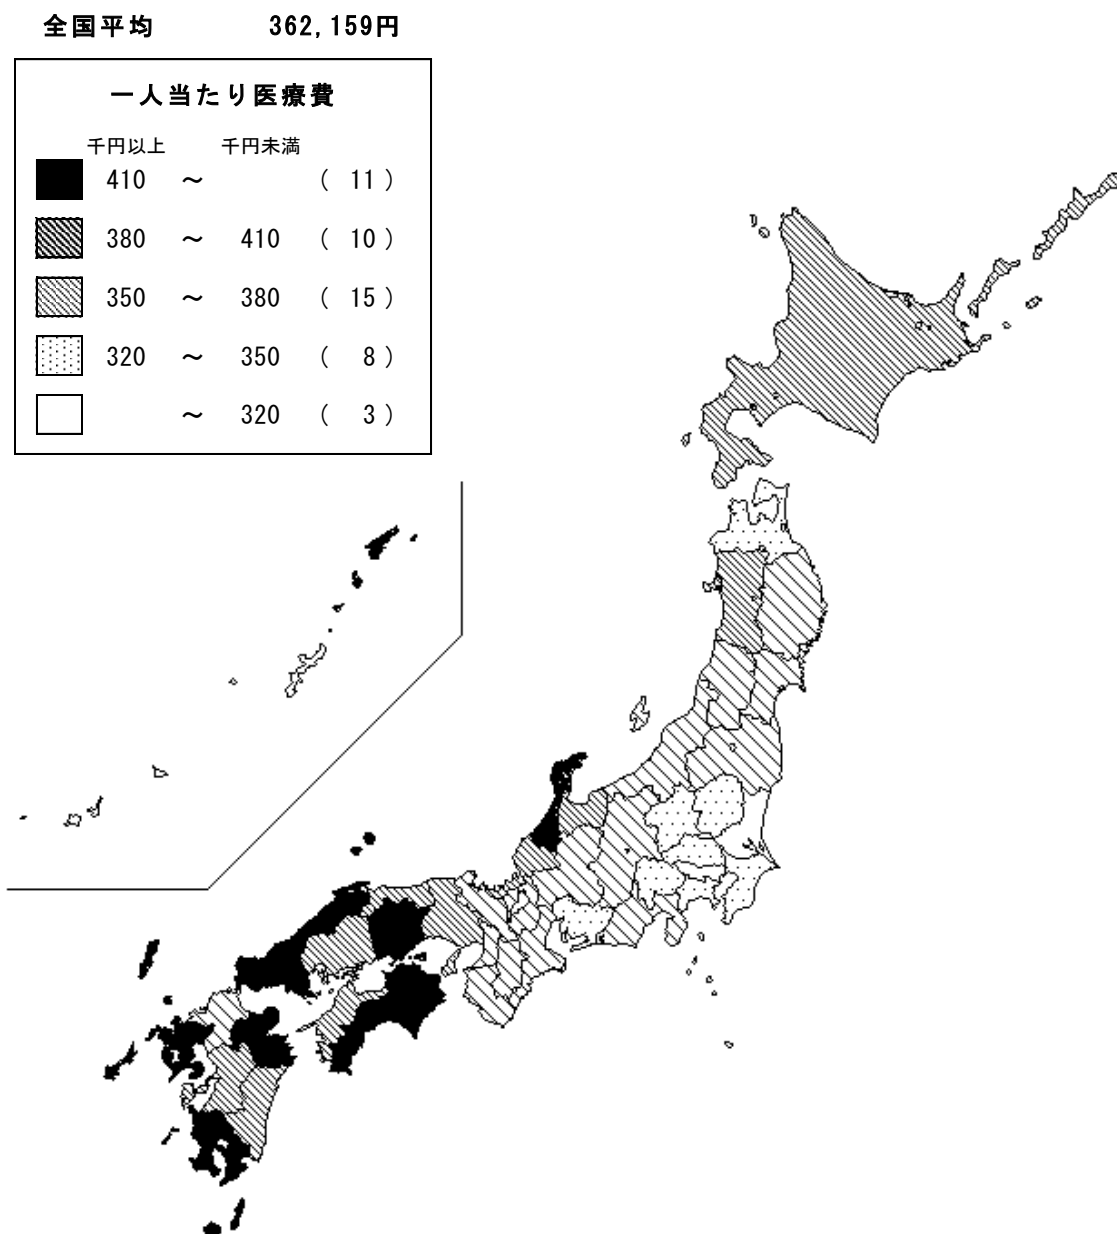 全国平均 362,159円
一人当たり医療費
千円以上 千円未満
410 ～ ( 11 )
380 ～ 410 ( 10 )
350 ～ 380 ( 15 )
320 ～ 350 ( 8 )
～ 320 ( 3 )